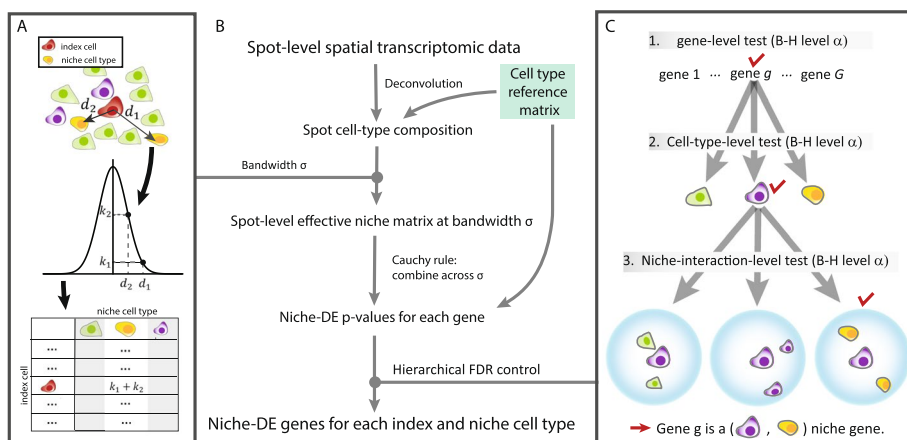 A
index cell
niche cell type
d₂
d₁
k₂
k₁
d₂ d₁
niche cell type
index cell
... ...
... ...
k₁ + k₂
... ...
... ...
B
Spot-level spatial transcriptomic data
Deconvolution
Cell type
reference
matrix
Spot cell-type composition
Bandwidth σ
Spot-level effective niche matrix at bandwidth σ
Cauchy rule:
combine across σ
Niche-DE p-values for each gene
Hierarchical FDR control
Niche-DE genes for each index and niche cell type
C
1. gene-level test (B-H level α)
gene 1 ... gene g ... gene G
2. Cell-type-level test (B-H level α)
3. Niche-interaction-level test (B-H level α)
Gene g is a ( , ) niche gene.